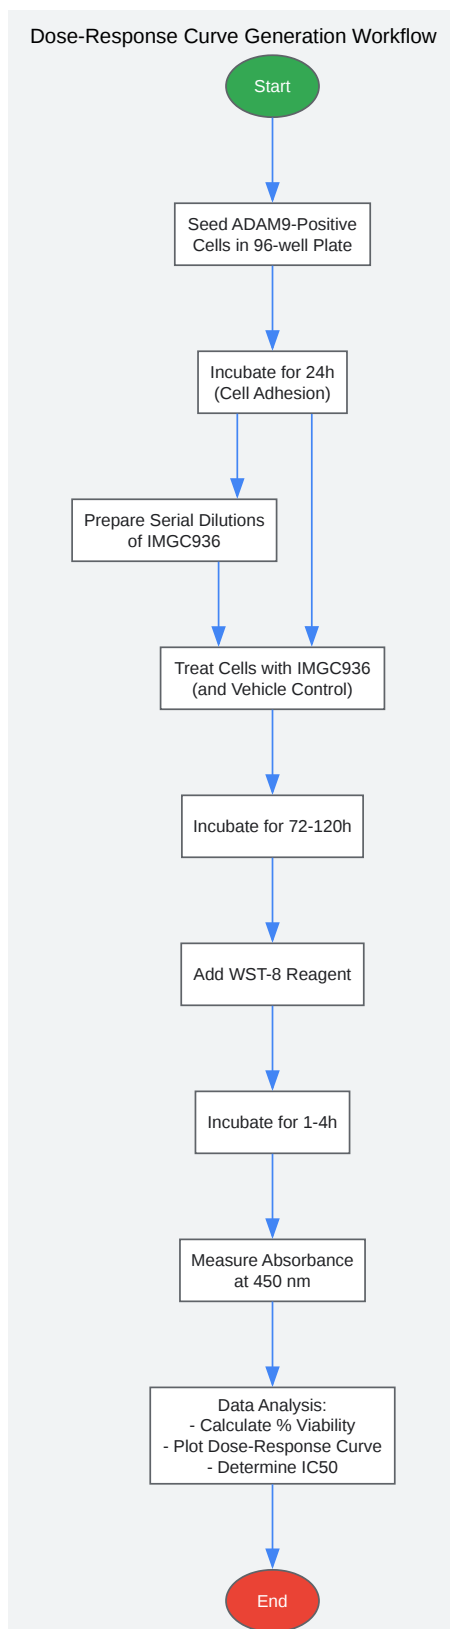 Dose-Response Curve Generation Workflow
Start
Seed ADAM9-Positive
Cells in 96-well Plate
Incubate for 24h
(Cell Adhesion)
Prepare Serial Dilutions
of IMGC936
Treat Cells with IMGC936
(and Vehicle Control)
Incubate for 72-120h
Add WST-8 Reagent
Incubate for 1-4h
Measure Absorbance
at 450 nm
Data Analysis:
- Calculate % Viability
- Plot Dose-Response Curve
- Determine IC50
End